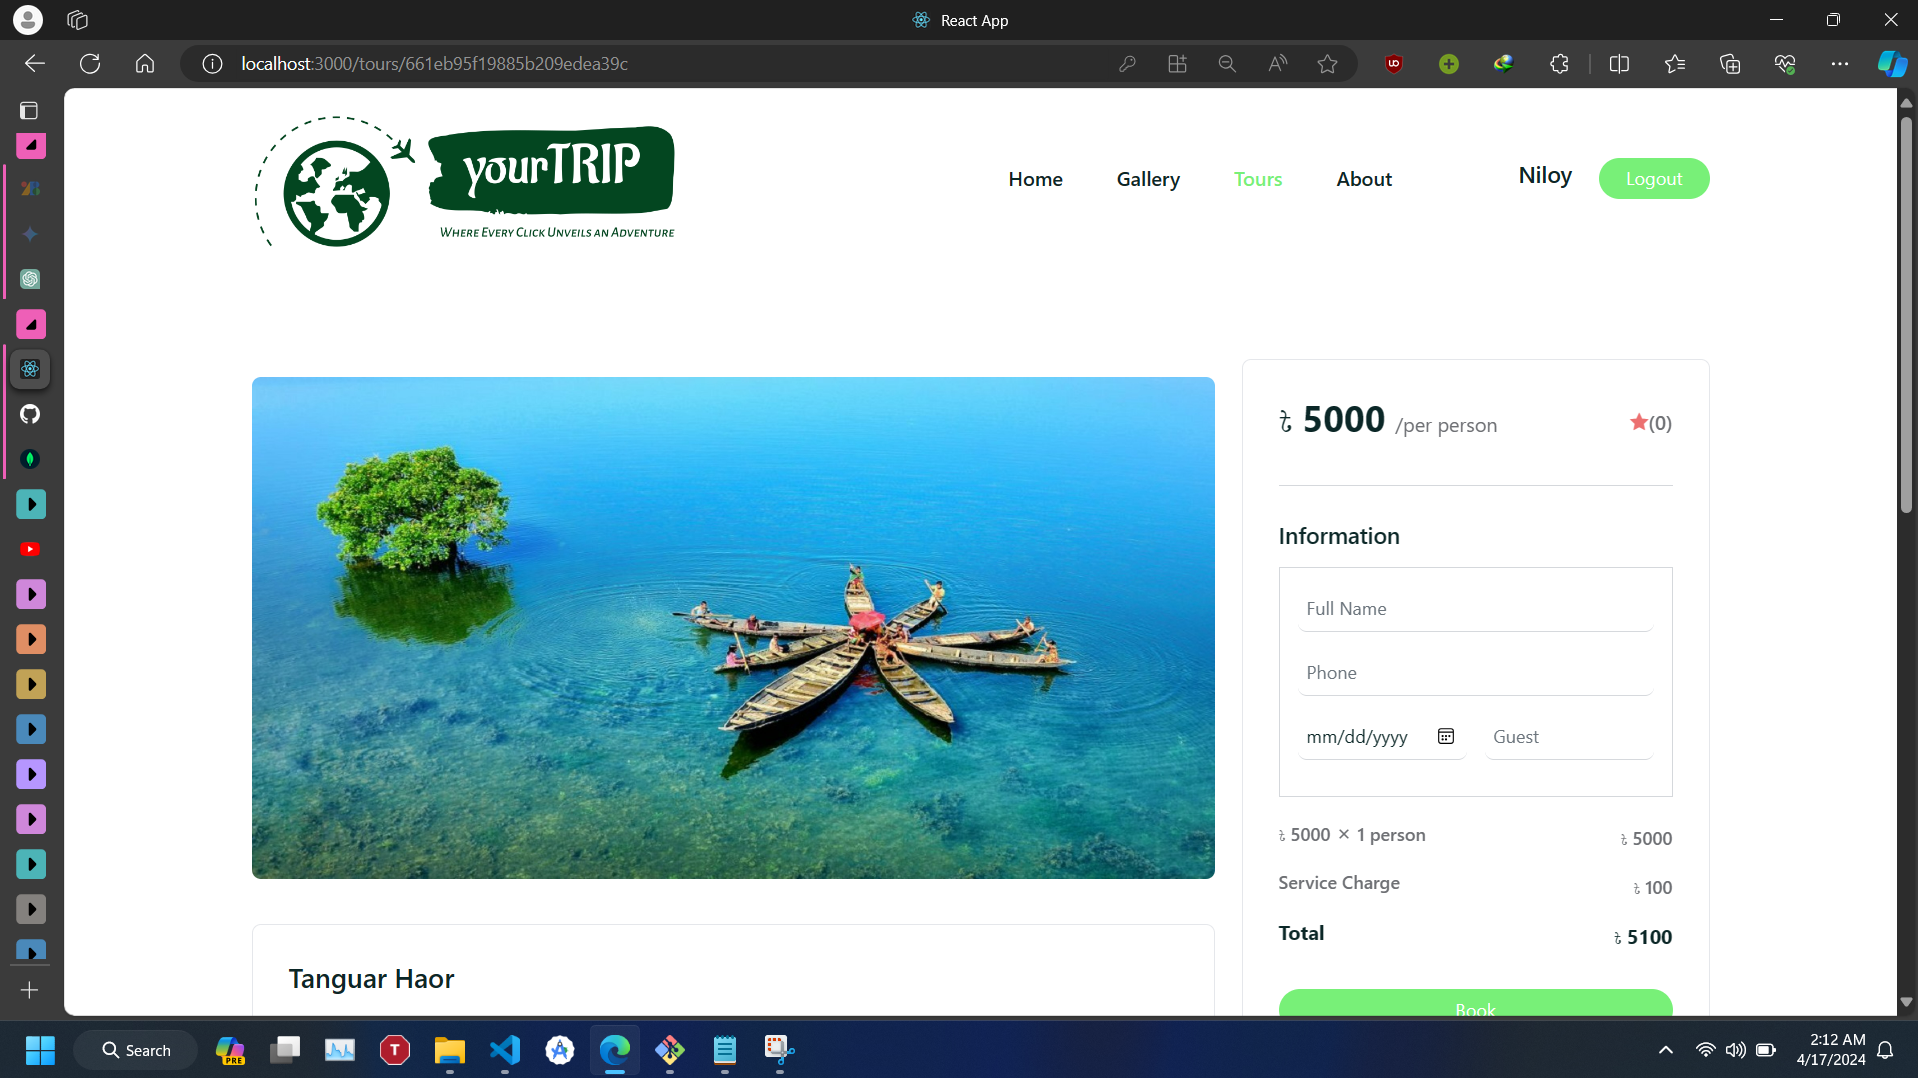 React App
localhost:3000/tours/661eb95f19885b209edea39c
yourTRIP
WHERE EVERY CLICK UNVEILS AN ADVENTURE
Home Gallery Tours About Niloy Logout
৳ 5000 /per person (0)
Information
Full Name
Phone
mm/dd/yyyy Guest
৳ 5000 × 1 person ৳ 5000
Service Charge ৳ 100
Total ৳ 5100
Book
Tanguar Haor
Search
PRE
T
2:12 AM
4/17/2024